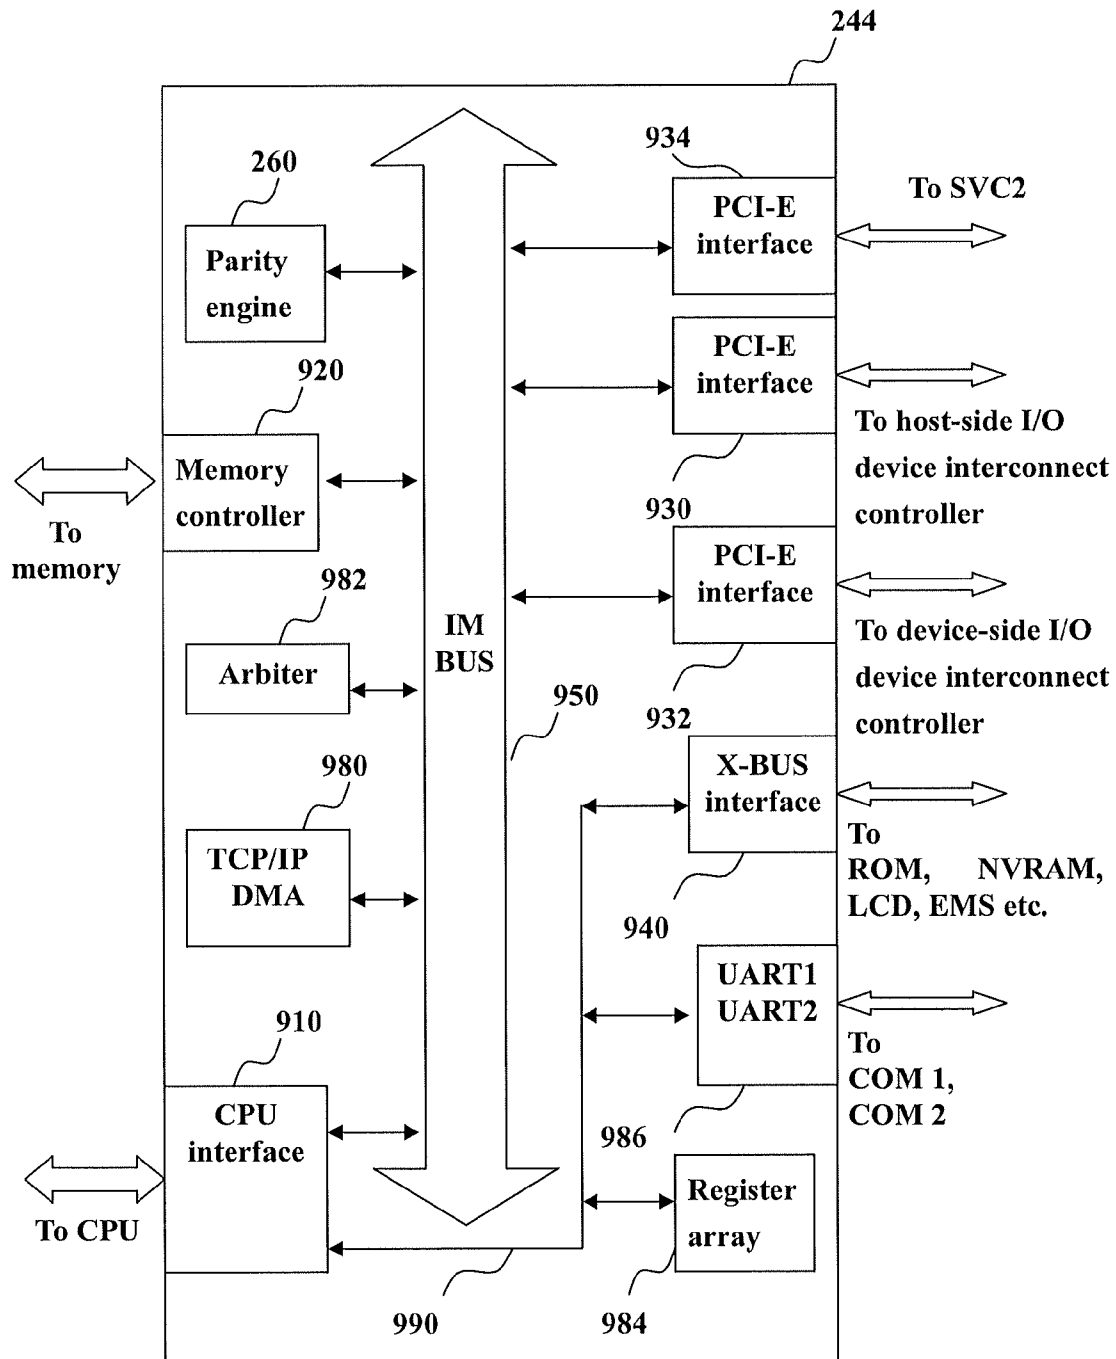 244
934
260
To SVC2
PCI-E
interface
Parity
engine
920
PCI-E
interface
To host-side I/O
device interconnect
controller
Memory
controller
930
To
memory
PCI-E
interface
982
IM
BUS
To device-side I/O
device interconnect
controller
Arbiter
950
932
980
X-BUS
interface
TCP/IP
DMA
To
ROM, NVRAM,
LCD, EMS etc.
940
UART1
UART2
910
To
COM 1,
COM 2
CPU
interface
986
Register
array
To CPU
990
984